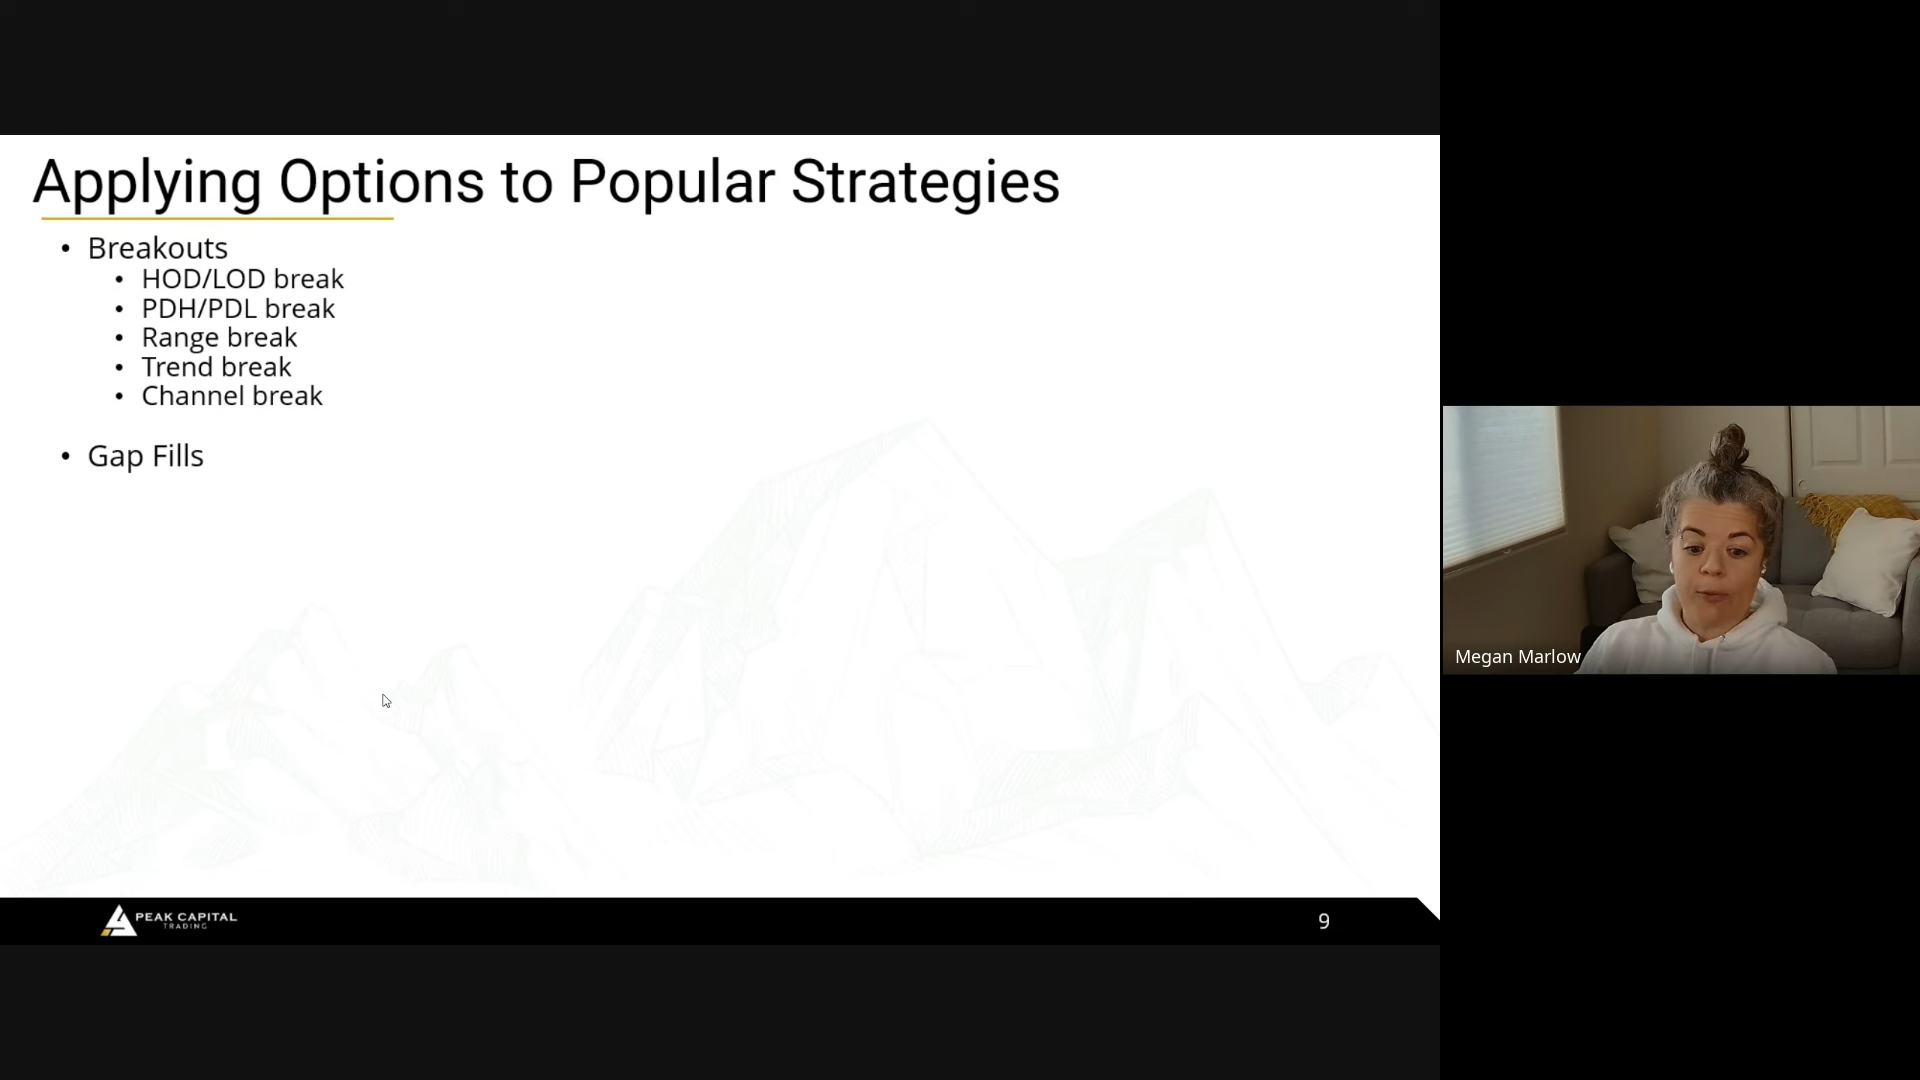 Applying Options to Popular Strategies
• Breakouts
• HOD/LOD break
• PDH/PDL break
• Range break
• Trend break
• Channel break
• Gap Fills
Megan Marlow
PEAK CAPITAL
TRADING
9